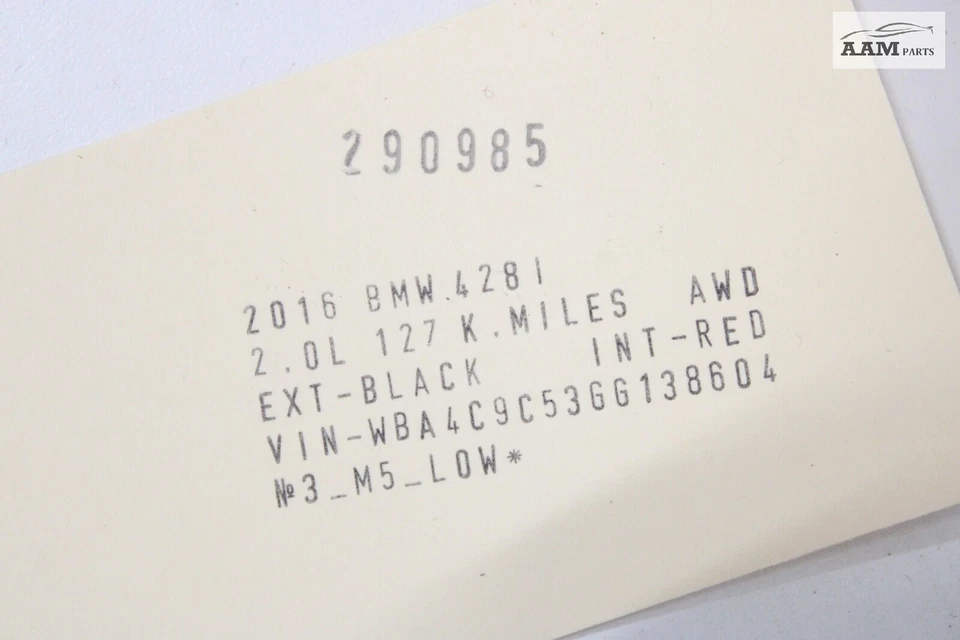 AAM PARTS
290985
2016 BMW 428I
2.0L 127 K.MILES AWD
EXT-BLACK INT-RED
VIN-WBA4C9C53GG138604
№3_M5_LOW*